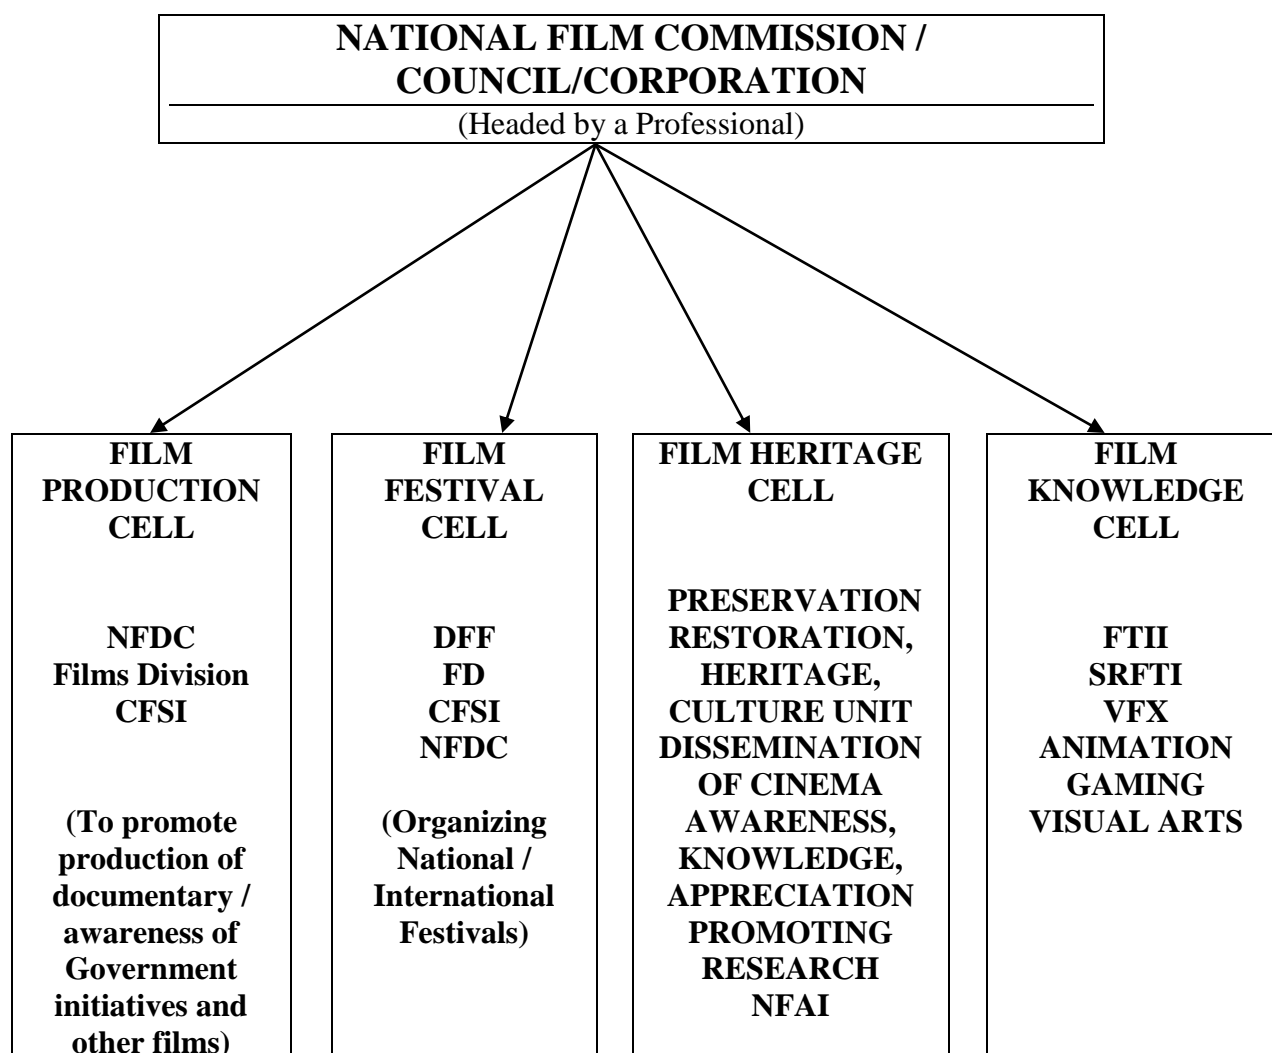 NATIONAL FILM COMMISSION /
COUNCIL/CORPORATION
(Headed by a Professional)
FILM
PRODUCTION
CELL
NFDC
Films Division
CFSI
(To promote
production of
documentary /
awareness of
Government
initiatives and
other films)
FILM
FESTIVAL
CELL
DFF
FD
CFSI
NFDC
(Organizing
National /
International
Festivals)
FILM HERITAGE
CELL
PRESERVATION
RESTORATION,
HERITAGE,
CULTURE UNIT
DISSEMINATION
OF CINEMA
AWARENESS,
KNOWLEDGE,
APPRECIATION
PROMOTING
RESEARCH
NFAI
FILM
KNOWLEDGE
CELL
FTII
SRFTI
VFX
ANIMATION
GAMING
VISUAL ARTS